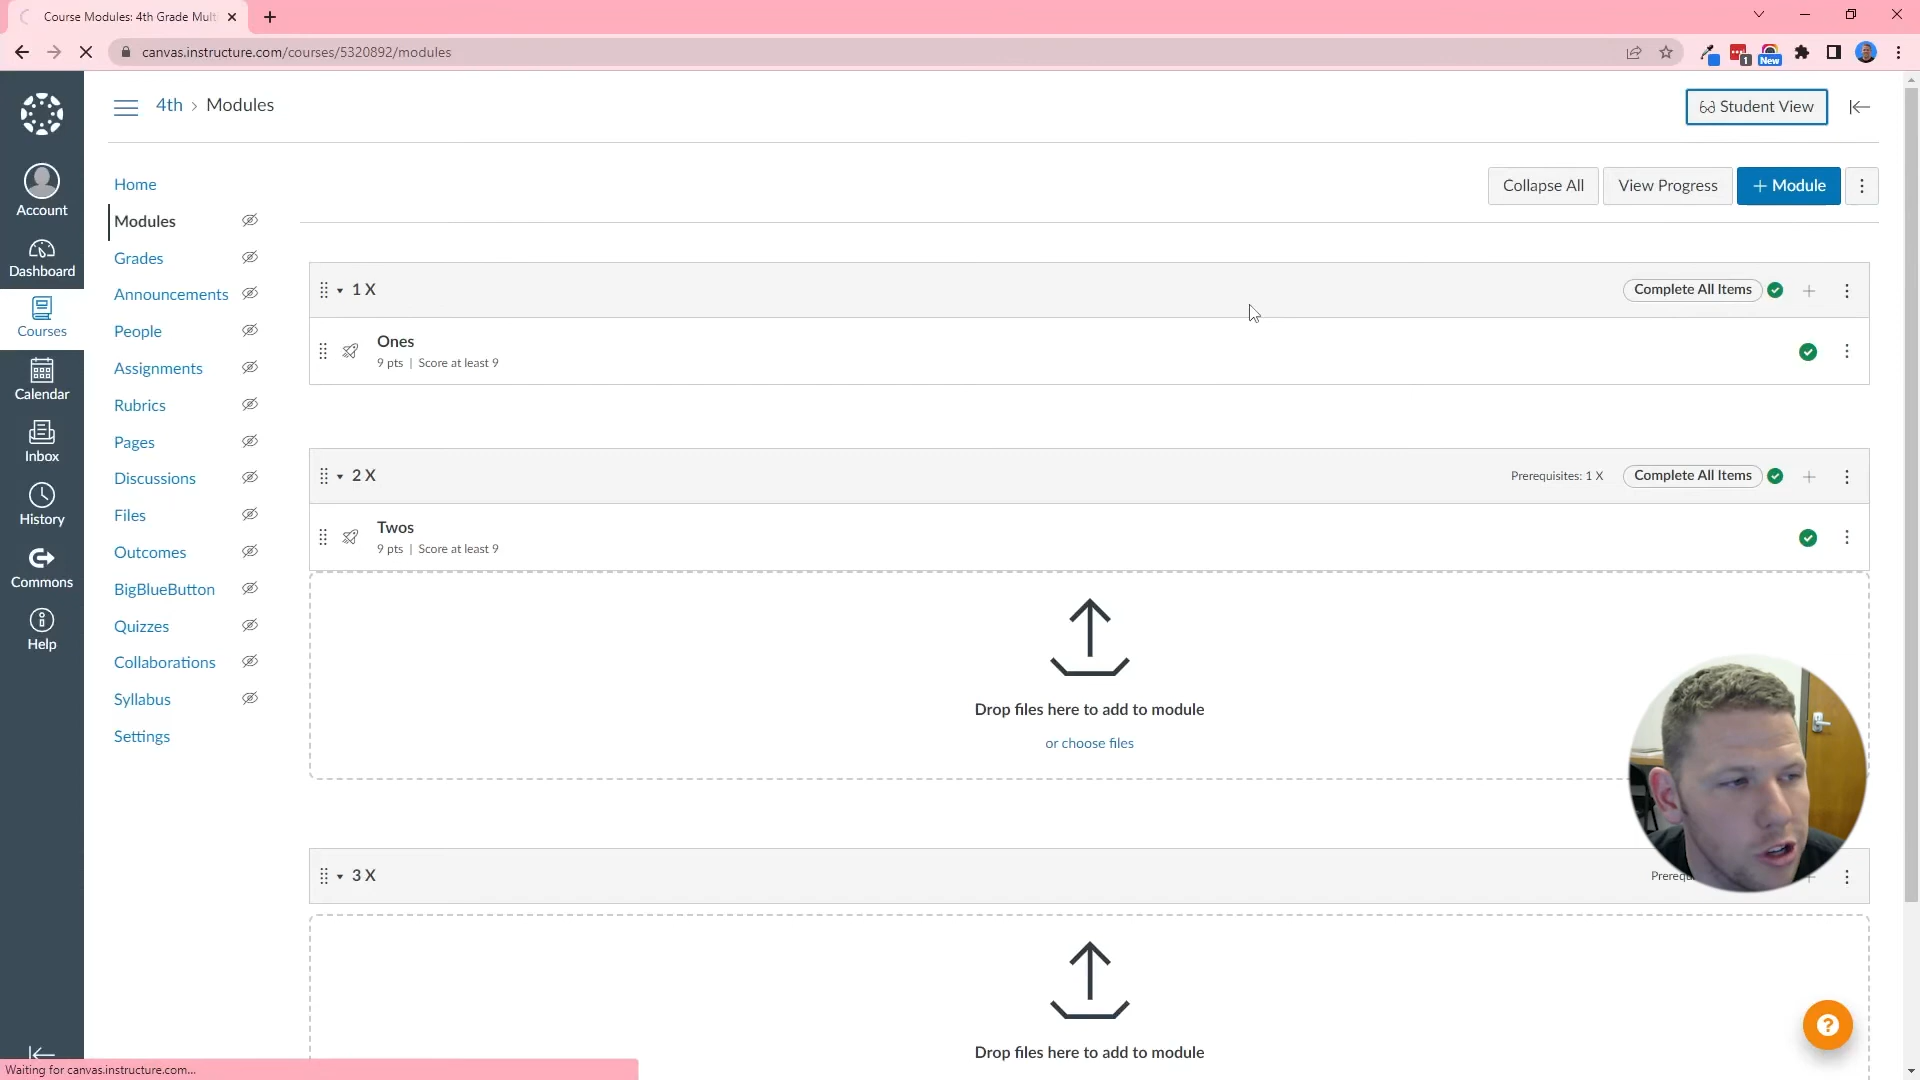 Course Modules: 4th Grade Mult
canvas.instructure.com/courses/5320892/modules
1
New
4th > Modules
Student View
Account
Dashboard
Courses
Calendar
Inbox
History
Commons
Help
Home
Modules
Grades
Announcements
People
Assignments
Rubrics
Pages
Discussions
Files
Outcomes
BigBlueButton
Quizzes
Collaborations
Syllabus
Settings
Collapse All
View Progress
+ Module
1 X
Complete All Items
Ones
9 pts | Score at least 9
2 X
Prerequisites: 1 X
Complete All Items
Twos
9 pts | Score at least 9
Drop files here to add to module
or choose files
3 X
Drop files here to add to module
?
Waiting for canvas.instructure.com...